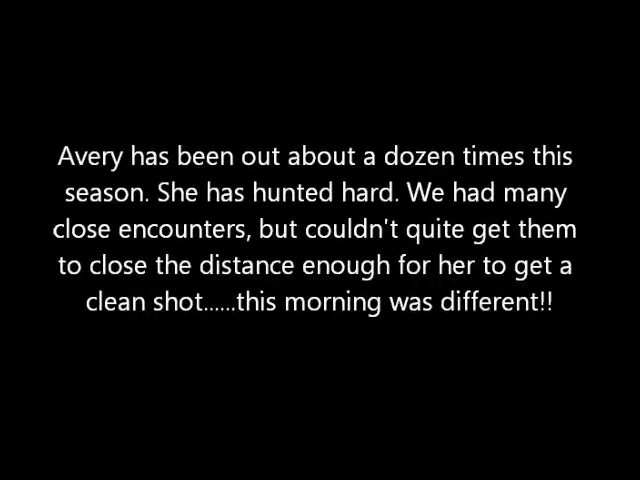 Avery has been out about a dozen times this
season. She has hunted hard. We had many
close encounters, but couldn't quite get them
to close the distance enough for her to get a
clean shot......this morning was different!!